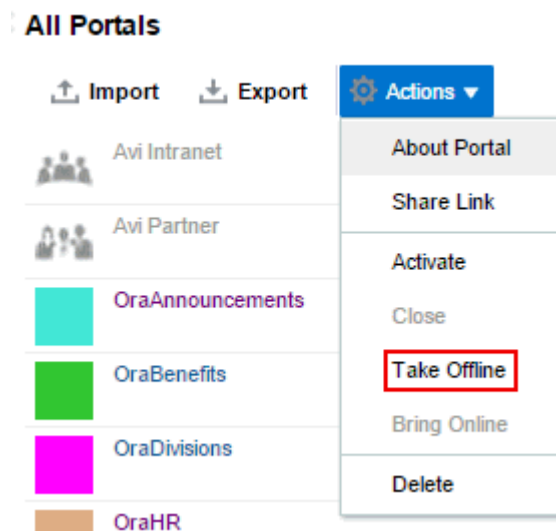 All Portals
Import Export Actions
Avi Intranet
Avi Partner
OraAnnouncements
OraBenefits
OraDivisions
OraHR
About Portal
Share Link
Activate
Close
Take Offline
Bring Online
Delete